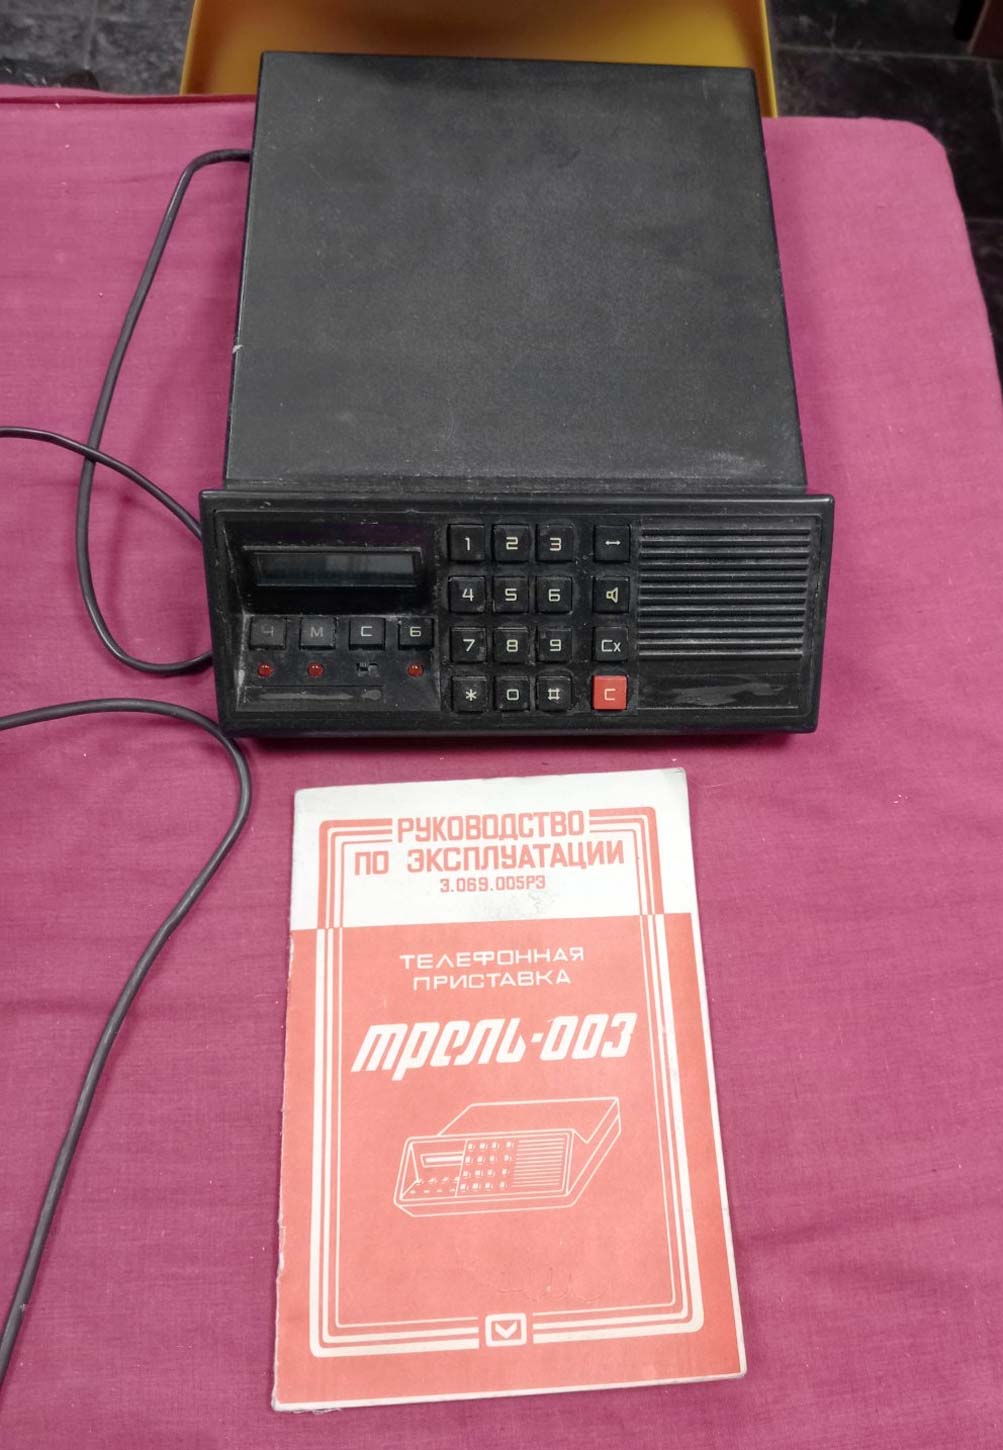 1 2 3 ↔
4 5 6
7 8 9 Сх
* 0 # С
Ч М С Б
РУКОВОДСТВО
ПО ЭКСПЛУАТАЦИИ
3.069.005РЭ
ТЕЛЕФОННАЯ
ПРИСТАВКА
трель-003